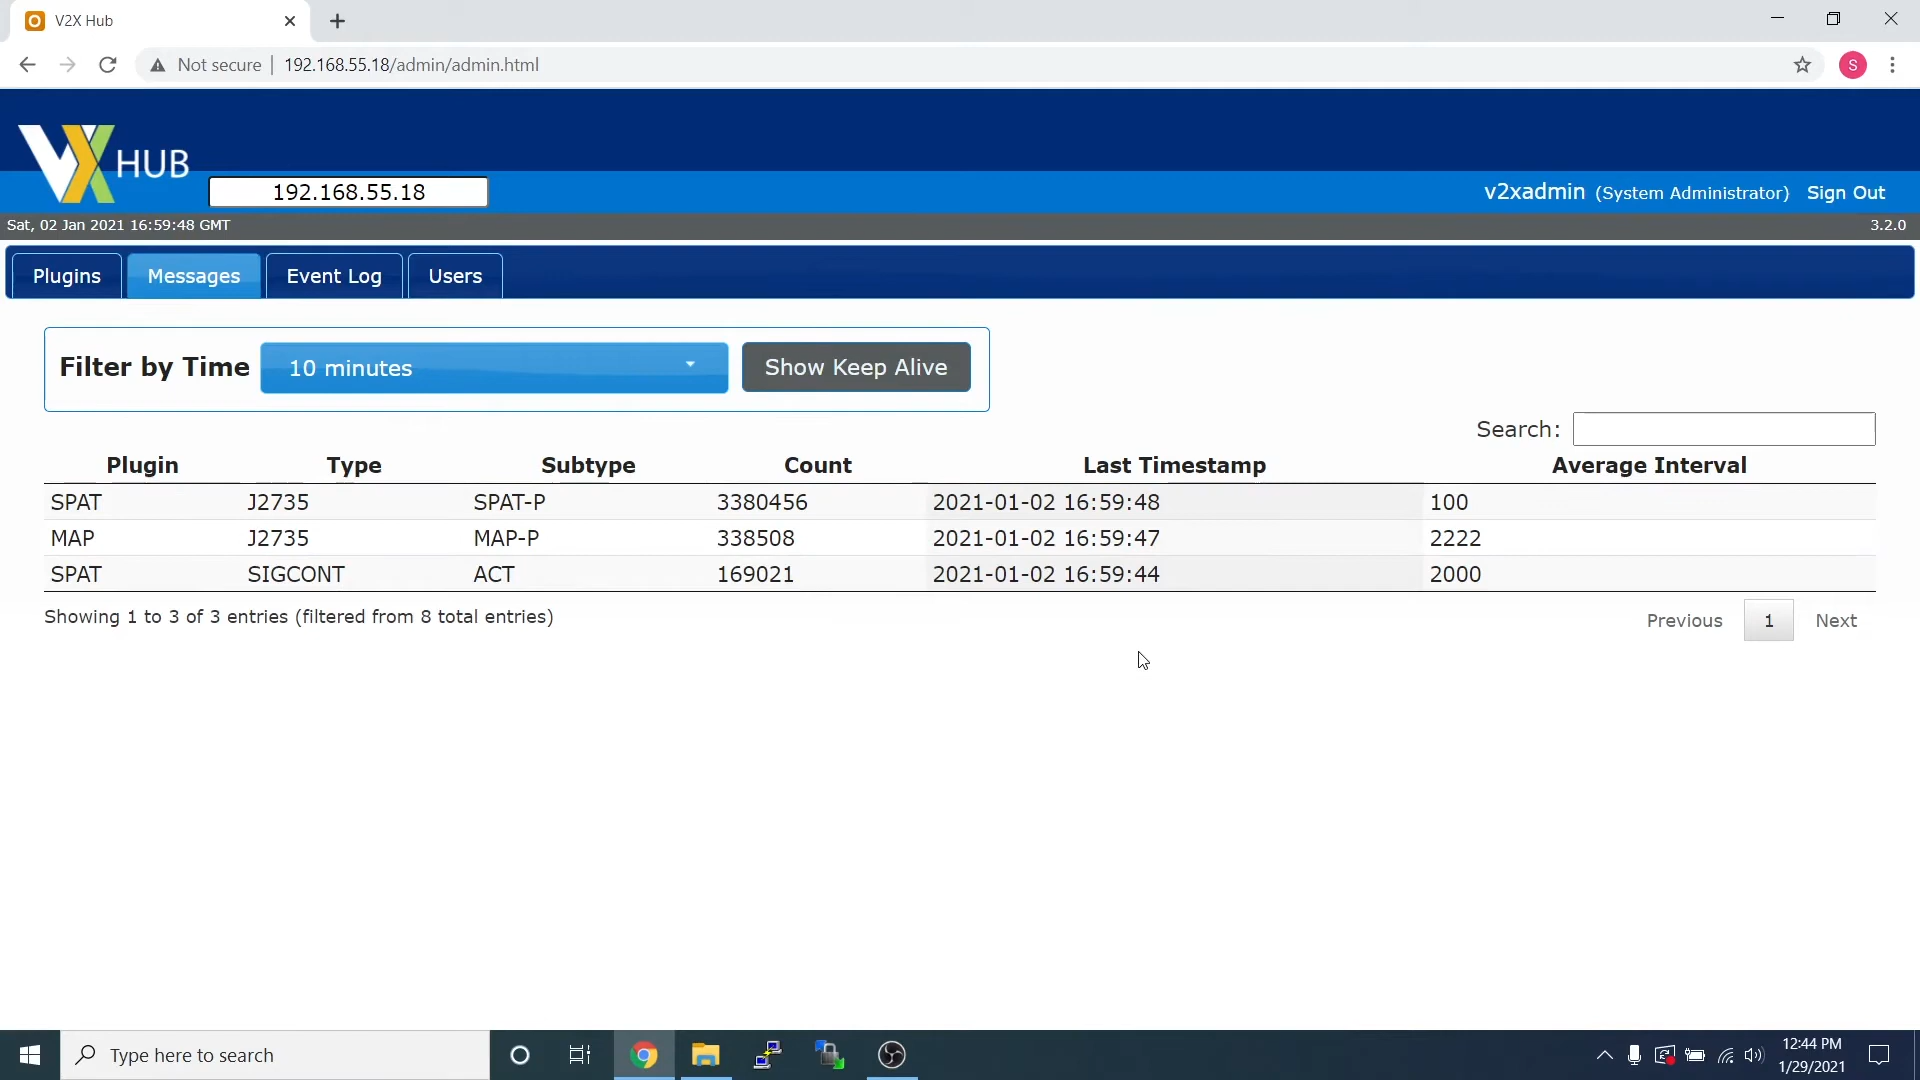 V2X Hub
Not secure | 192.168.55.18/admin/admin.html
S
VX HUB
192.168.55.18
v2xadmin (System Administrator) Sign Out
Sat, 02 Jan 2021 16:59:48 GMT 3.2.0
Plugins Messages Event Log Users
Filter by Time 10 minutes Show Keep Alive
Search:
Plugin Type Subtype Count Last Timestamp Average Interval
SPAT J2735 SPAT-P 3380456 2021-01-02 16:59:48 100
MAP J2735 MAP-P 338508 2021-01-02 16:59:47 2222
SPAT SIGCONT ACT 169021 2021-01-02 16:59:44 2000
Showing 1 to 3 of 3 entries (filtered from 8 total entries)
Previous 1 Next
Type here to search
12:44 PM
1/29/2021